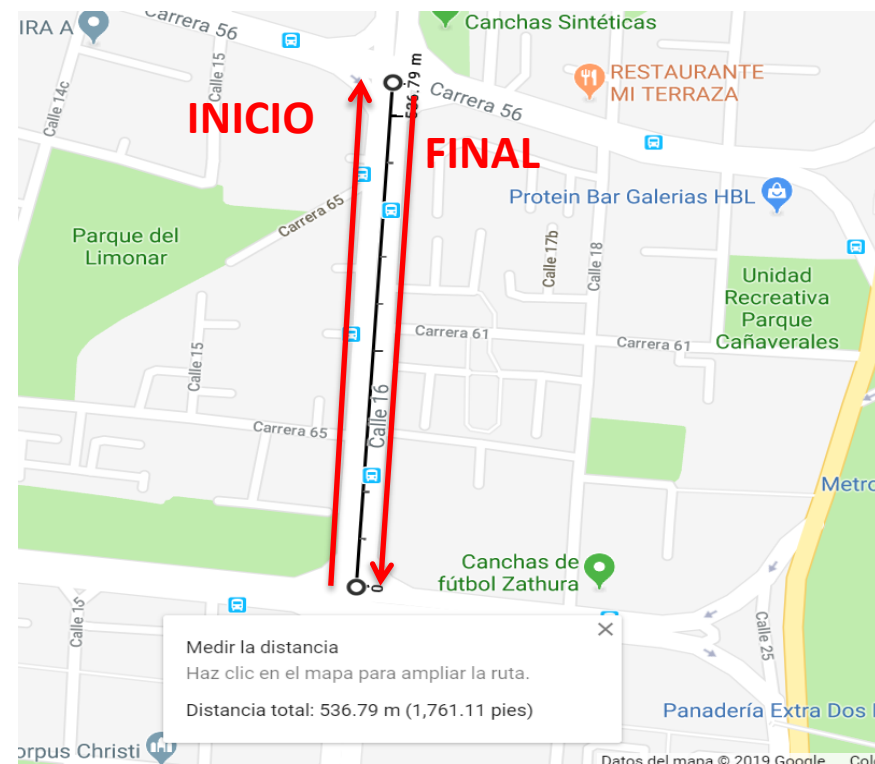 IRA A
Carrera 56
Canchas Sintéticas
Calle 15
536.79 m
RESTAURANTE
MI TERRAZA
Calle 14c
Carrera 56
INICIO
FINAL
Protein Bar Galerias HBL
Carrera 65
Parque del
Limonar
Calle 17b
Calle 18
Unidad
Recreativa
Parque
Cañaverales
Carrera 61
Carrera 61
Calle 15
Calle 16
Carrera 65
Metro
Canchas de
fútbol Zathura
0
Calle 15
Calle 25
Medir la distancia
Haz clic en el mapa para ampliar la ruta.
Distancia total: 536.79 m (1,761.11 pies)
Panadería Extra Dos
orpus Christi
Datos del mapa © 2019 Google
Col